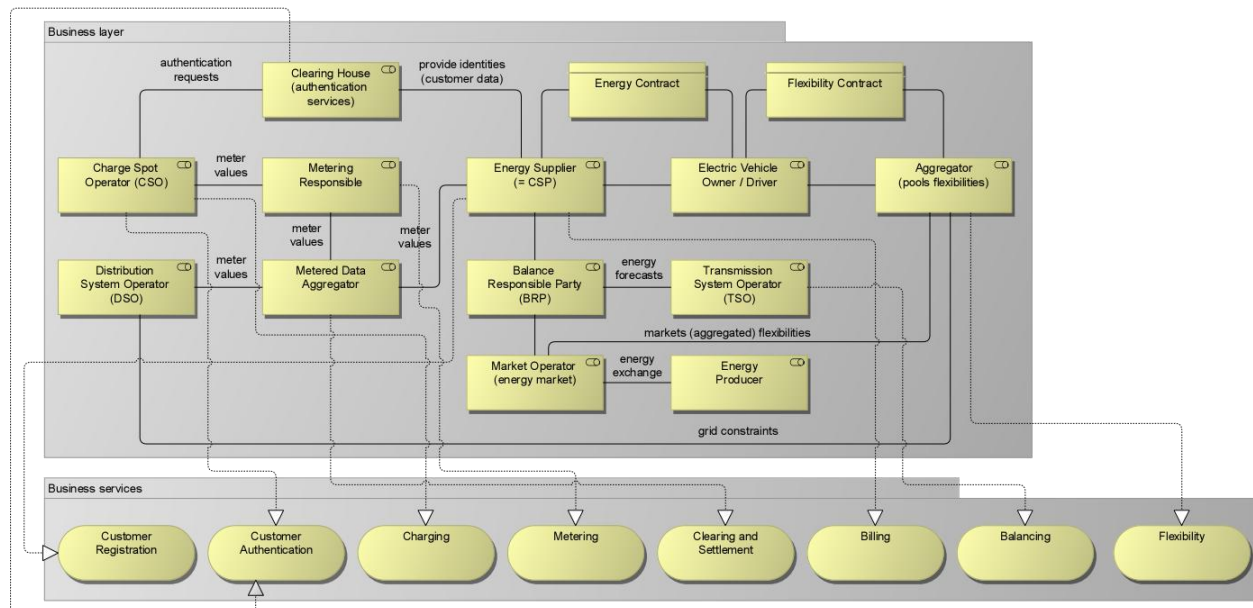 Business layer
authentication
requests
Clearing House
(authentication
services)
provide identities
(customer data)
Energy Contract
Flexibility Contract
Charge Spot
Operator (CSO)
meter
values
Metering
Responsible
Energy Supplier
(= CSP)
Electric Vehicle
Owner / Driver
Aggregator
(pools flexibilities)
meter
values
meter
values
Distribution
System Operator
(DSO)
meter
values
Metered Data
Aggregator
Balance
Responsible Party
(BRP)
energy
forecasts
Transmission
System Operator
(TSO)
markets (aggregated) flexibilities
Market Operator
(energy market)
energy
exchange
Energy
Producer
grid constraints
Business services
Customer
Registration
Customer
Authentication
Charging
Metering
Clearing and
Settlement
Billing
Balancing
Flexibility